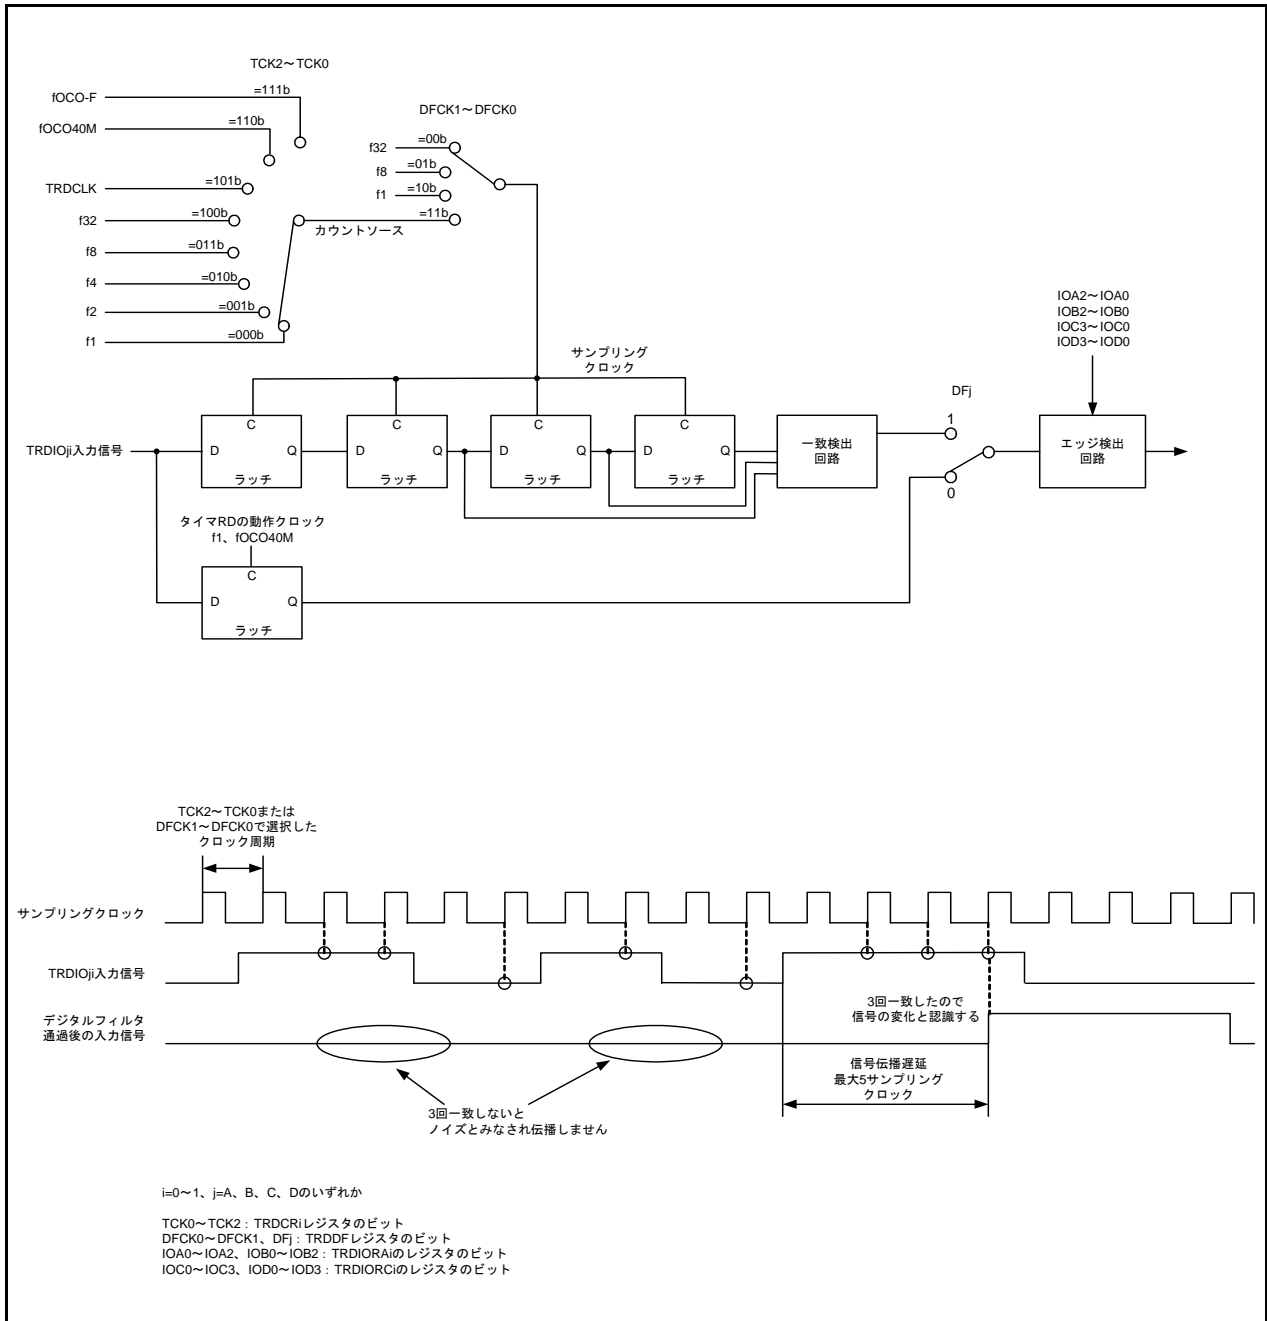 TCK2～TCK0
fOCO-F
=111b
fOCO40M
=110b
TRDCLK
=101b
f32
=100b
f8
=011b
f4
=010b
f2
=001b
f1
=000b
カウントソース
DFCK1～DFCK0
f32
=00b
f8
=01b
f1
=10b
=11b
サンプリング
クロック
IOA2～IOA0
IOB2～IOB0
IOC3～IOC0
IOD3～IOD0
TRDIOji入力信号
C
D
Q
ラッチ
C
D
Q
ラッチ
C
D
Q
ラッチ
C
D
Q
ラッチ
一致検出
回路
DFj
1
0
エッジ検出
回路
タイマRDの動作クロック
f1、fOCO40M
C
D
Q
ラッチ
TCK2～TCK0または
DFCK1～DFCK0で選択した
クロック周期
サンプリングクロック
TRDIOji入力信号
3回一致したので
信号の変化と認識する
デジタルフィルタ
通過後の入力信号
信号伝播遅延
最大5サンプリング
クロック
3回一致しないと
ノイズとみなされ伝播しません
i=0～1、j=A、B、C、Dのいずれか
TCK0～TCK2：TRDCRiレジスタのビット
DFCK0～DFCK1、DFj：TRDDFレジスタのビット
IOA0～IOA2、IOB0～IOB2：TRDIORAiのレジスタのビット
IOC0～IOC3、IOD0～IOD3：TRDIORCiのレジスタのビット